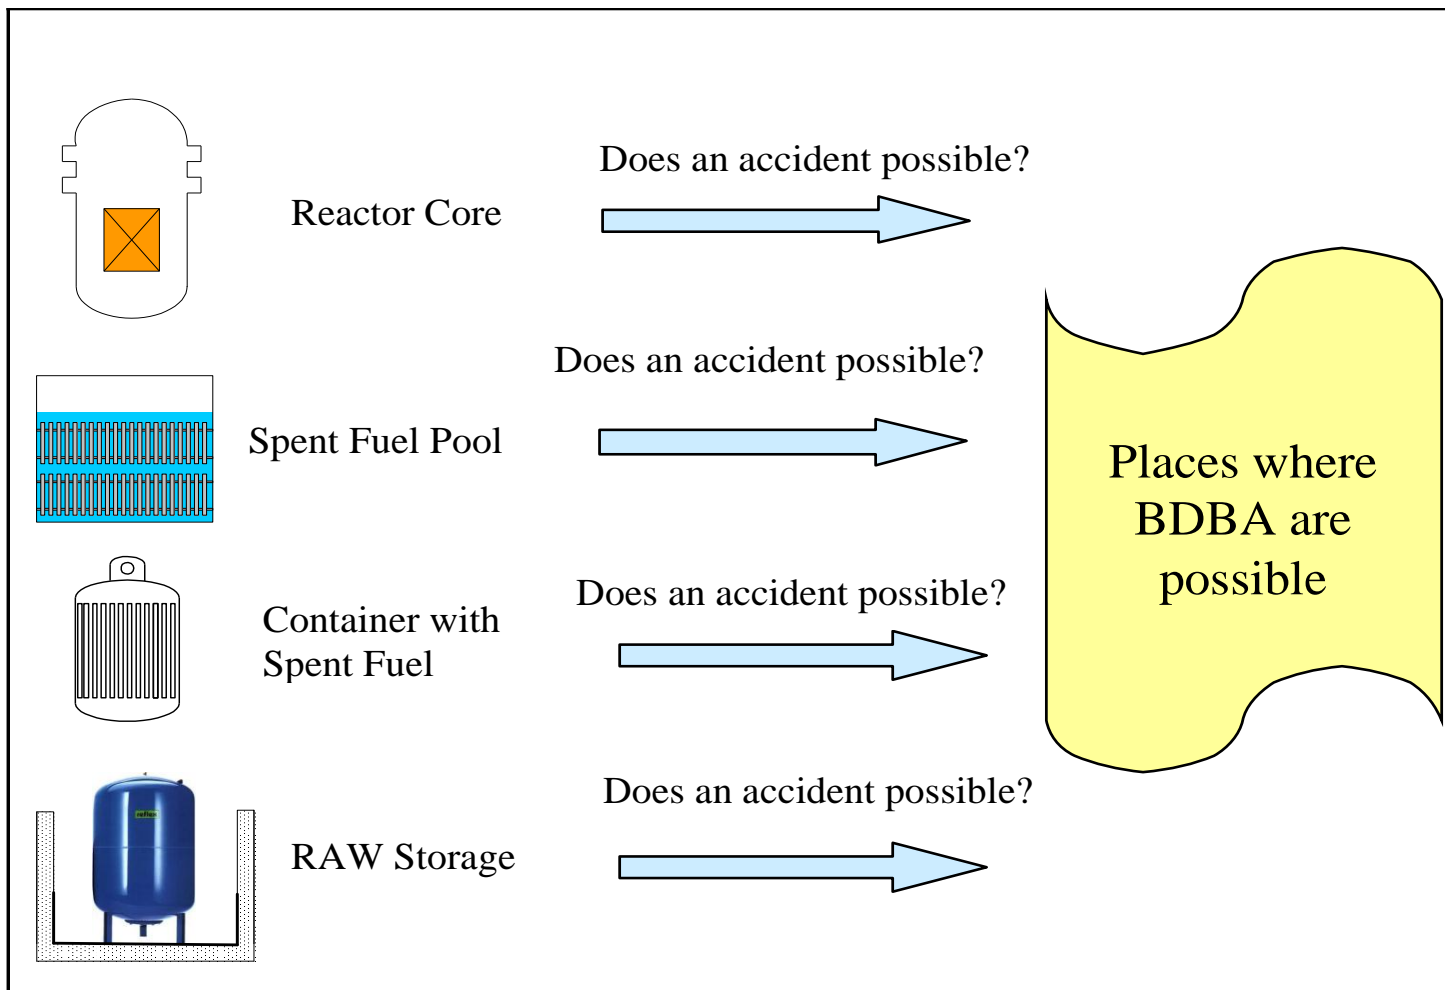 Does an accident possible?
Reactor Core
Does an accident possible?
Spent Fuel Pool
Places where
BDBA are
possible
Does an accident possible?
Container with
Spent Fuel
Does an accident possible?
reflex
RAW Storage